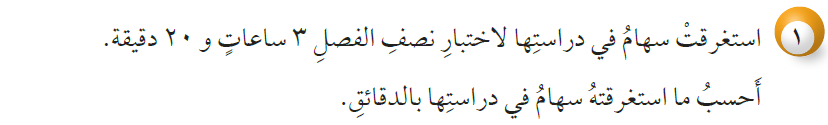 ١ استغرقتْ سهامُ في دراستِها لاختبارِ نصفِ الفصلِ ٣ ساعاتٍ و ٢٠ دقيقة.
أَحسبُ ما استغرقتهُ سهامُ في دراستِها بالدقائقِ.